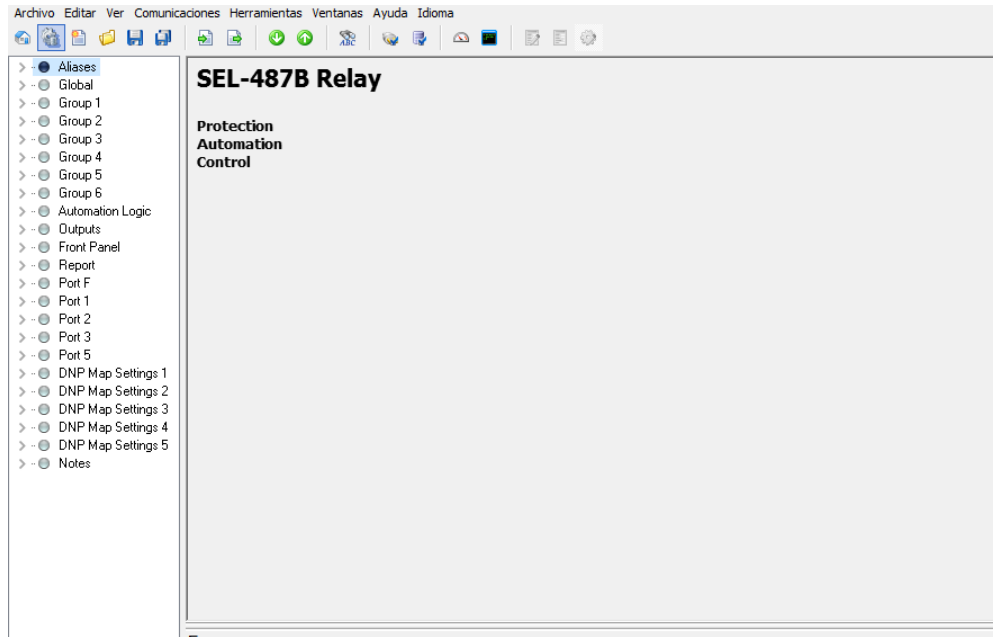 Archivo Editar Ver Comunicaciones Herramientas Ventanas Ayuda Idioma
Aliases
Global
Group 1
Group 2
Group 3
Group 4
Group 5
Group 6
Automation Logic
Outputs
Front Panel
Report
Port F
Port 1
Port 2
Port 3
Port 5
DNP Map Settings 1
DNP Map Settings 2
DNP Map Settings 3
DNP Map Settings 4
DNP Map Settings 5
Notes
SEL-487B Relay
Protection
Automation
Control